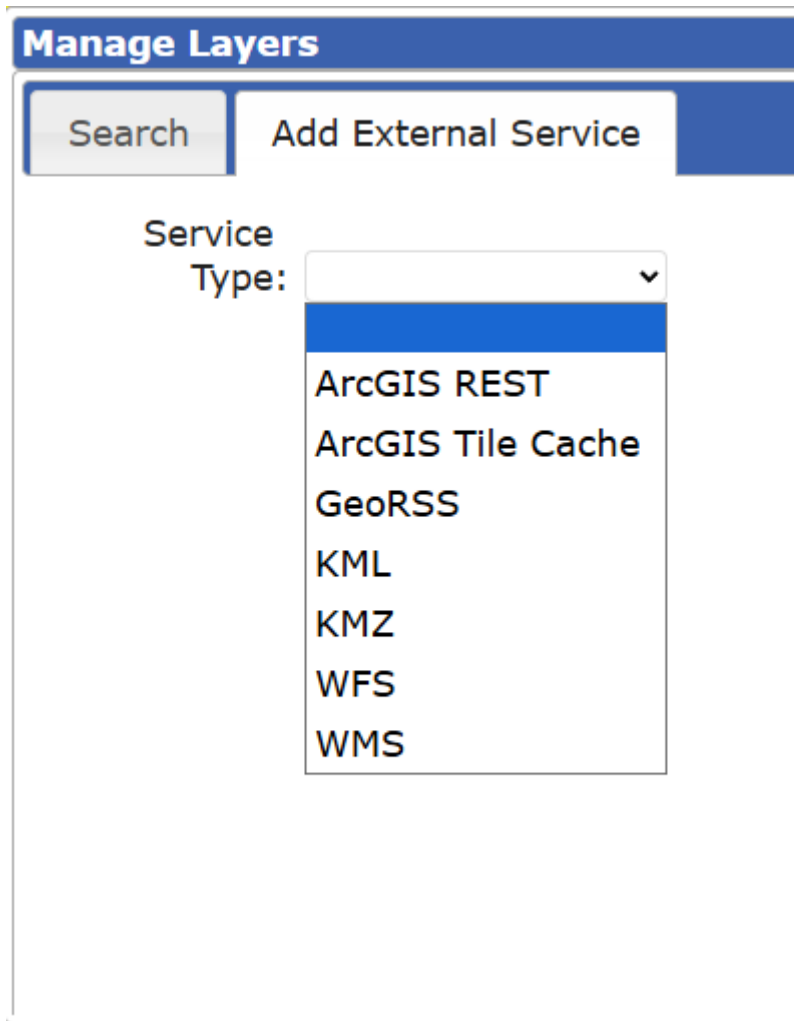 Manage Layers
Search
Add External Service
Service
Type:
ArcGIS REST
ArcGIS Tile Cache
GeoRSS
KML
KMZ
WFS
WMS